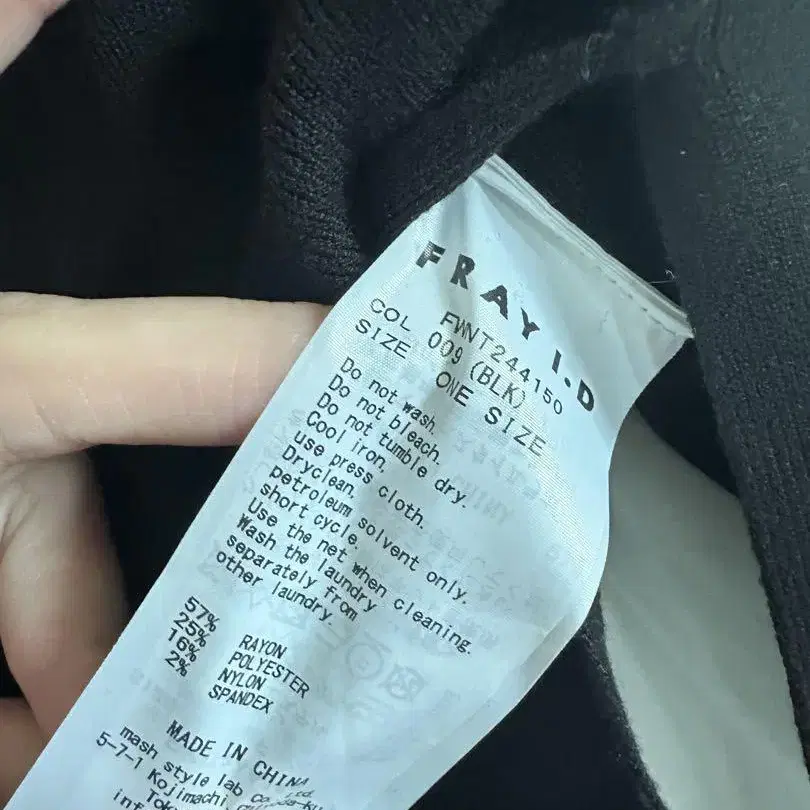 FRAY I.D
FWNT244150
COL 009 (BLK)
SIZE ONE SIZE
Do not wash.
Do not bleach.
Do not tumble dry.
Cool iron,
use press cloth.
Dryclean,
petroleum solvent only.
short cycle.
Use the net when cleaning.
Wash the laundry
separately from
other laundry.
57% RAYON
25% POLYESTER
16% NYLON
2% SPANDEX
MADE IN CHINA
mash style lab
5-7-1 Kojimachi,